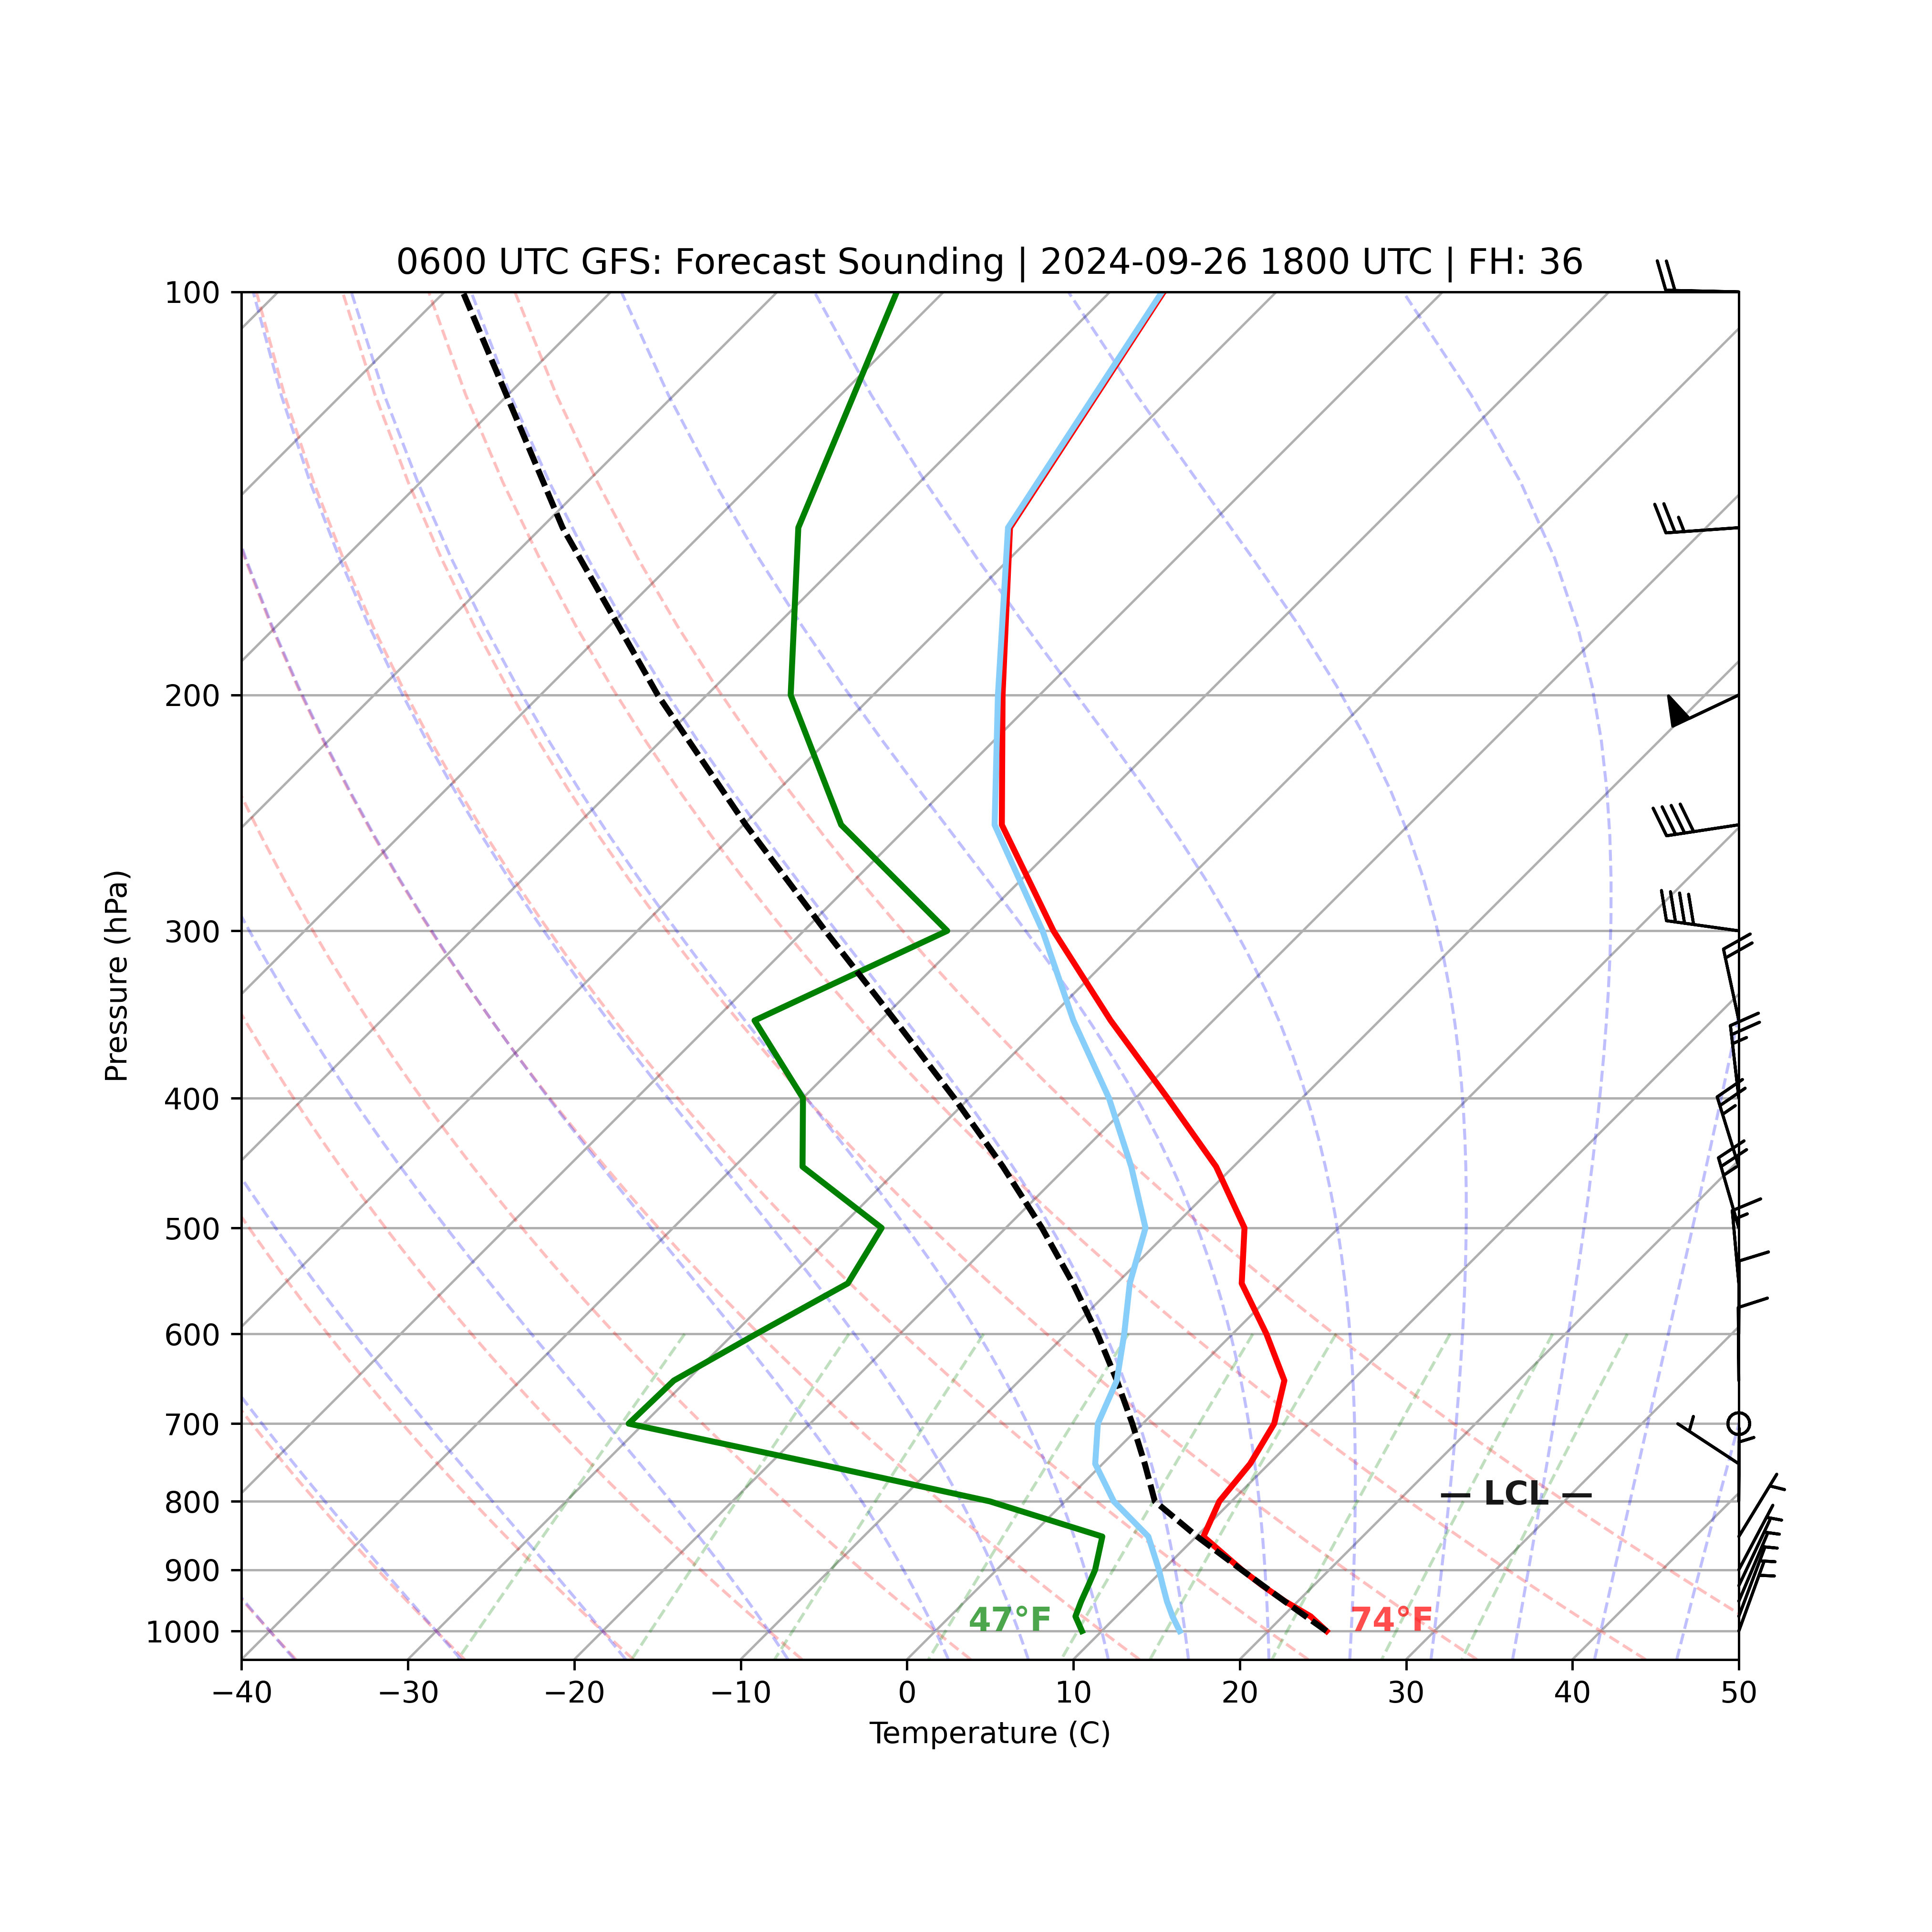 0600 UTC GFS: Forecast Sounding | 2024-09-26 1800 UTC | FH: 36
100
200
300
400
500
600
700
800
900
1000
Pressure (hPa)
— LCL —
47°F
74°F
−40 −30 −20 −10 0 10 20 30 40 50
Temperature (C)